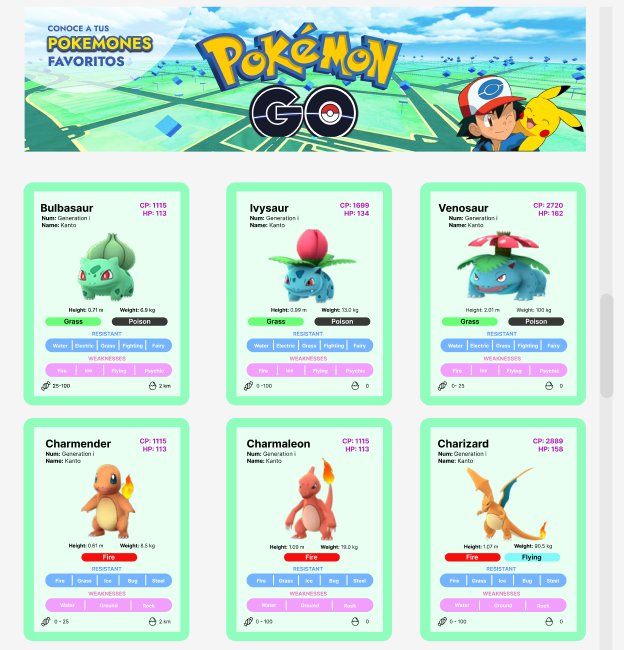 CONOCE A TUS
POKEMONES
FAVORITOS
POKéMON
GO
Bulbasaur
CP: 1115
HP: 113
Num: Generation i
Name: Kanto
Height: 0.71 m Weight: 6.9 kg
Grass Poison
RESISTANT
Water Electric Grass Fighting Fairy
WEAKNESSES
Fire Ice Flying Psychic
25-100 2 km
Ivysaur
CP: 1699
HP: 134
Num: Generation i
Name: Kanto
Height: 0.99 m Weight: 13.0 kg
Grass Poison
RESISTANT
Water Electric Grass Fighting Fairy
WEAKNESSES
Fire Ice Flying Psychic
0 -100 0
Venosaur
CP: 2720
HP: 162
Num: Generation i
Name: Kanto
Height: 2.01 m Weight: 100 kg
Grass Poison
RESISTANT
Water Electric Grass Fighting Fairy
WEAKNESSES
Fire Ice Flying Psychic
0- 25 0
Charmender
CP: 1115
HP: 113
Num: Generation i
Name: Kanto
Height: 0.61 m Weight: 8.5 kg
Fire
RESISTANT
Fire Grass Ice Bug Steel
WEAKNESSES
Water Ground Rock
0 - 25 2 km
Charmaleon
CP: 1115
HP: 113
Num: Generation i
Name: Kanto
Height: 1.09 m Weight: 19.0 kg
Fire
RESISTANT
Fire Grass Ice Bug Steel
WEAKNESSES
Water Ground Rock
0 - 100 0
Charizard
CP: 2889
HP: 158
Num: Generation i
Name: Kanto
Height: 1.07 m Weight: 90.5 kg
Fire Flying
RESISTANT
Fire Grass Ice Bug Steel
WEAKNESSES
Water Ground Rock
0 - 100 0